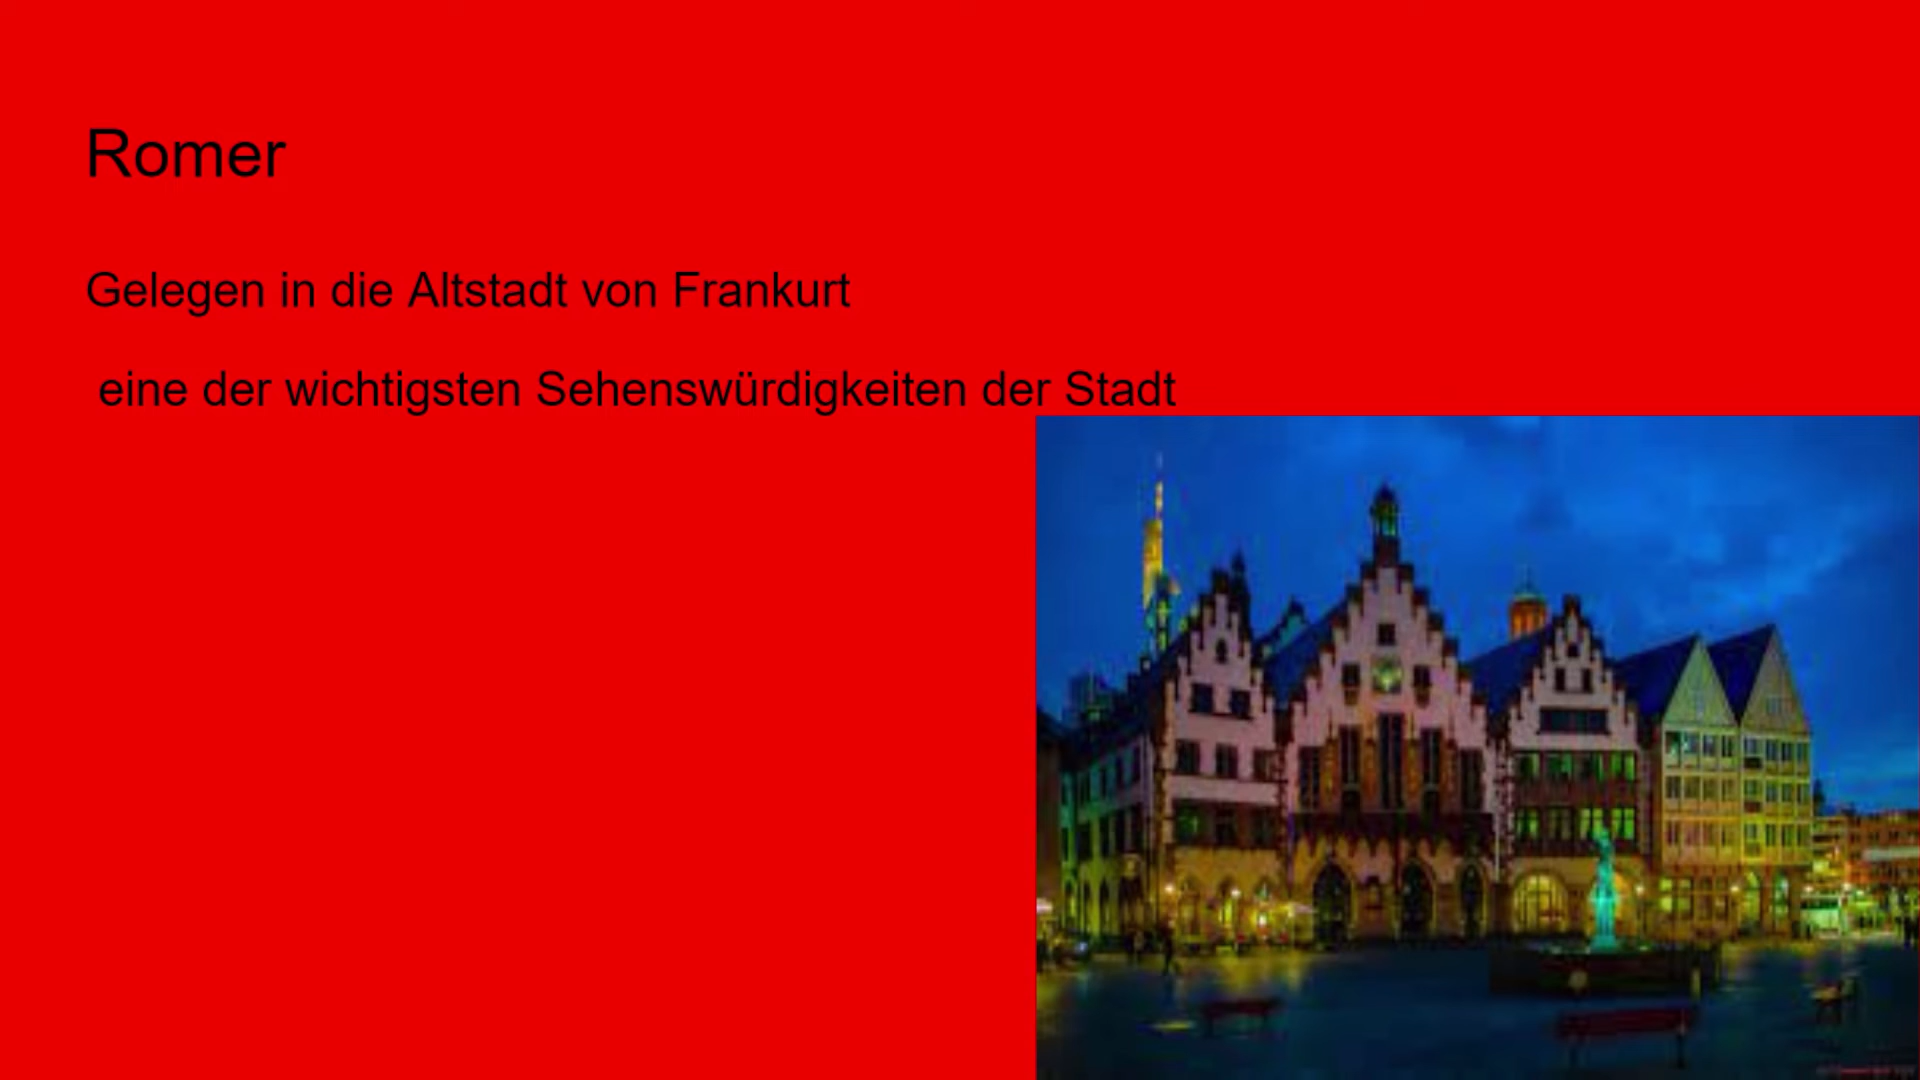 Romer
Gelegen in die Altstadt von Frankurt
eine der wichtigsten Sehenswürdigkeiten der Stadt